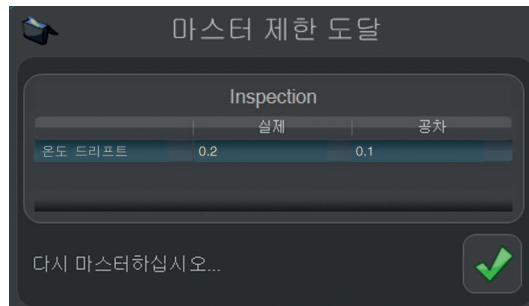 마스터 제한 도달
Inspection
실제 공차
온도 드리프트 0.2 0.1
다시 마스터하십시오...